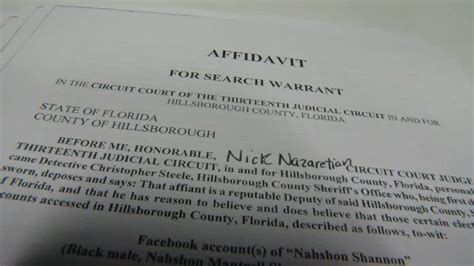 AFFIDAVIT
FOR SEARCH WARRANT
IN THE CIRCUIT COURT OF THE THIRTEENTH JUDICIAL CIRCUIT IN AND FOR
HILLSBOROUGH COUNTY, FLORIDA
STATE OF FLORIDA
COUNTY OF HILLSBOROUGH
BEFORE ME, HONORABLE, Nick Nazaretian CIRCUIT COURT JUDGE
THIRTEENTH JUDICIAL CIRCUIT, in and for Hillsborough County, Florida, persona
came Detective Christopher Steele, Hillsborough County Sheriff's Office who, being first d
sworn, deposes and says: That affiant is a reputable Deputy of said Hillsborough County
of Florida, and that he has reason to believe and does believe that those certain elec
counts accessed in Hillsborough County, Florida, described as follows, to-wit:
Facebook account(s) of "Nahshon Shannon"
(Black male, Nahshon